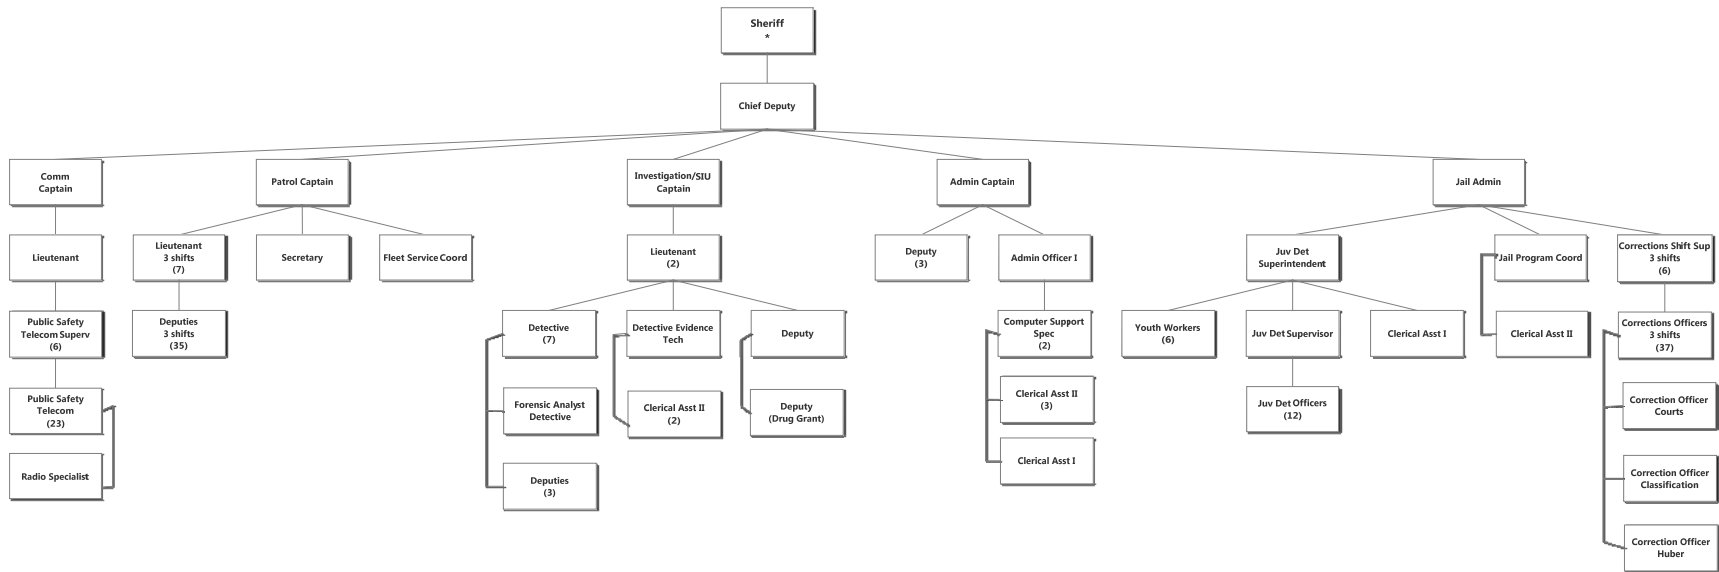 Sheriff
*
Chief Deputy
Comm
Captain
Patrol Captain
Investigation/SIU
Captain
Admin Captain
Jail Admin
Lieutenant
Lieutenant
3 shifts
(7)
Secretary
Fleet Service Coord
Lieutenant
(2)
Deputy
(3)
Admin Officer I
Juv Det
Superintendent
Jail Program Coord
Corrections Shift Sup
3 shifts
(6)
Public Safety
Telecom Superv
(6)
Deputies
3 shifts
(35)
Detective
(7)
Detective Evidence
Tech
Deputy
Computer Support
Spec
(2)
Youth Workers
(6)
Juv Det Supervisor
Clerical Asst I
Clerical Asst II
Corrections Officers
3 shifts
(37)
Public Safety
Telecom
(23)
Forensic Analyst
Detective
Clerical Asst II
(2)
Deputy
(Drug Grant)
Clerical Asst II
(3)
Juv Det Officers
(12)
Correction Officer
Courts
Radio Specialist
Deputies
(3)
Clerical Asst I
Correction Officer
Classification
Correction Officer
Huber